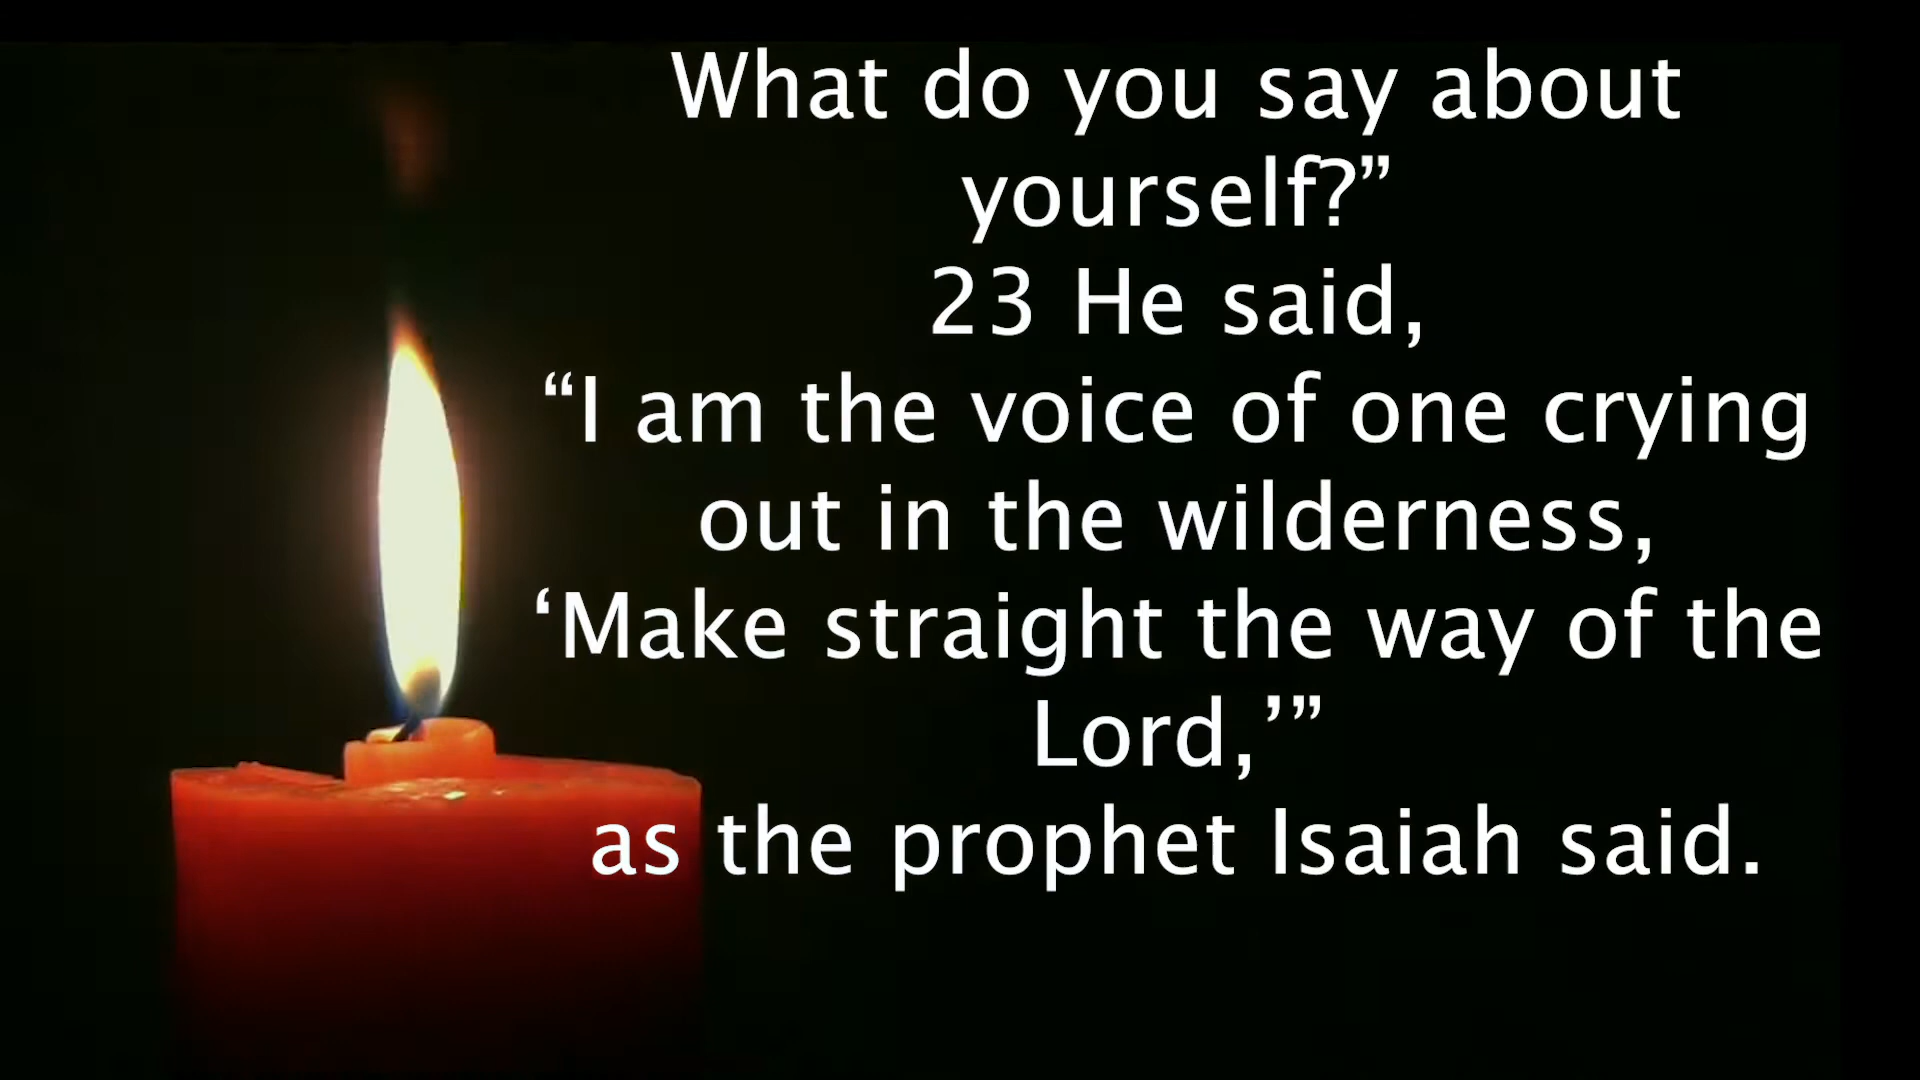 What do you say about
yourself?”
23 He said,
“I am the voice of one crying
out in the wilderness,
‘Make straight the way of the
Lord,’”
as the prophet Isaiah said.